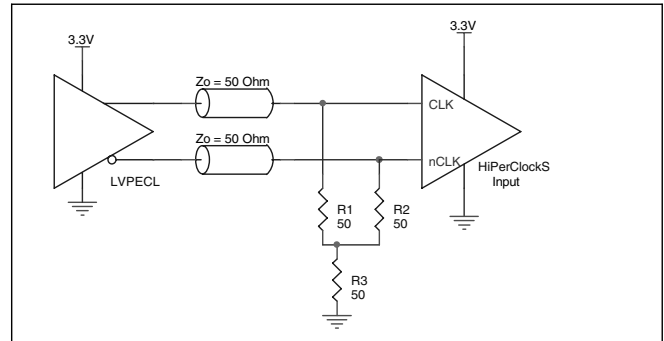 3.3V
3.3V
Zo = 50 Ohm
CLK
Zo = 50 Ohm
nCLK
LVPECL
HiPerClockS
Input
R1
50
R2
50
R3
50